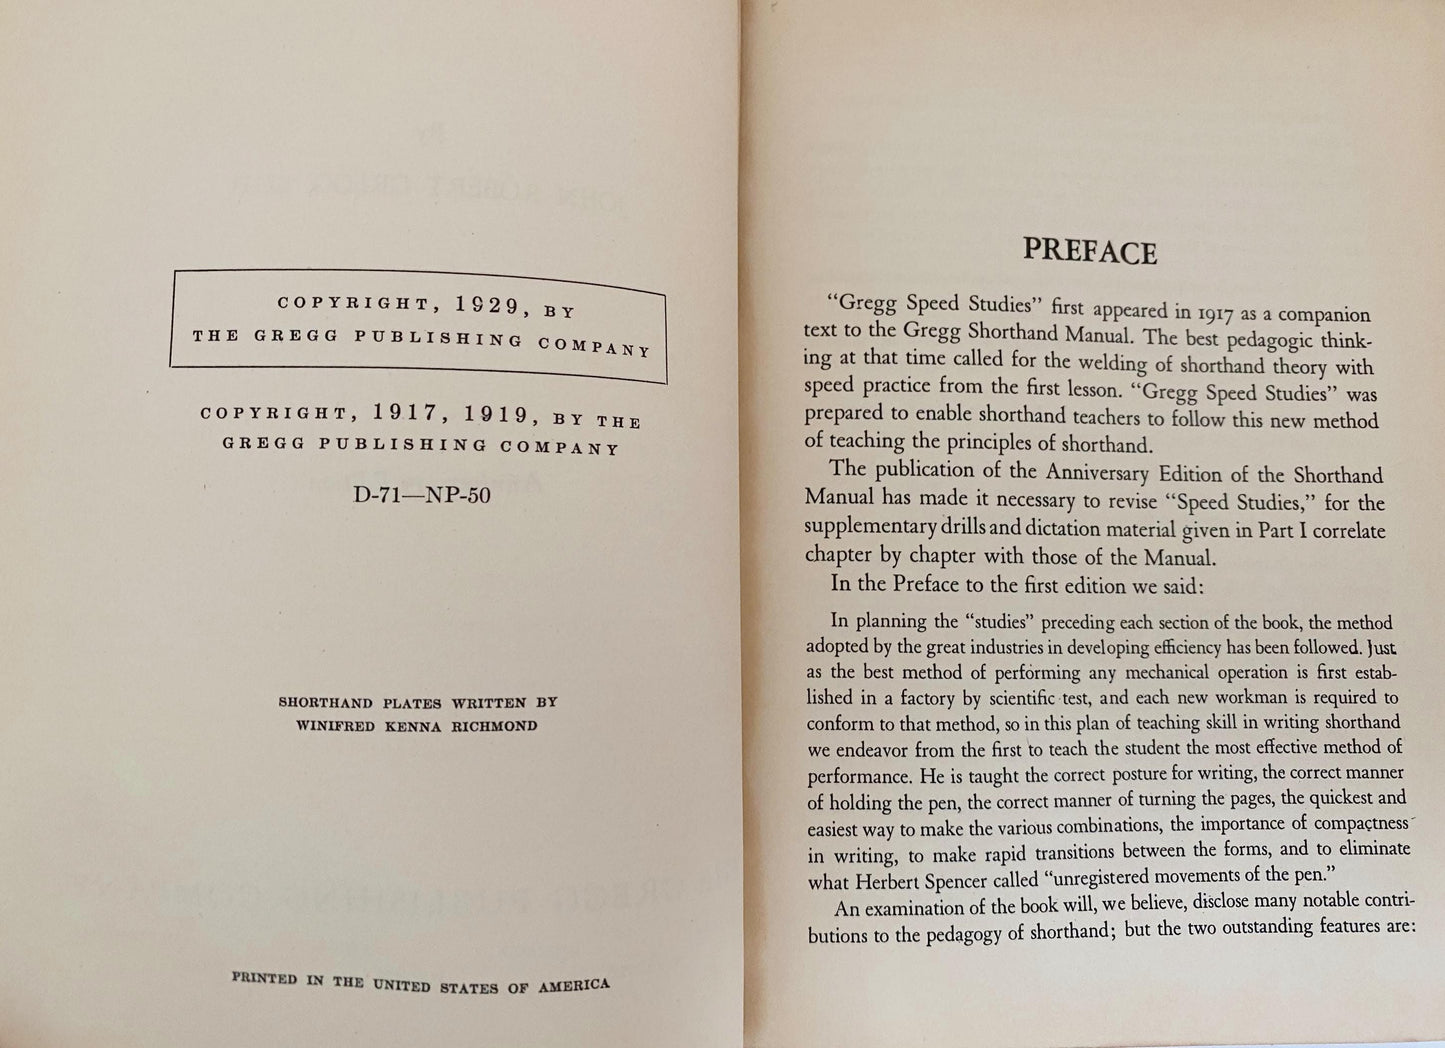 COPYRIGHT, 1929, BY
THE GREGG PUBLISHING COMPANY
COPYRIGHT, 1917, 1919, BY THE
GREGG PUBLISHING COMPANY
D-71—NP-50
SHORTHAND PLATES WRITTEN BY
WINIFRED KENNA RICHMOND
PRINTED IN THE UNITED STATES OF AMERICA
PREFACE
“Gregg Speed Studies” first appeared in 1917 as a companion
text to the Gregg Shorthand Manual. The best pedagogic think-
ing at that time called for the welding of shorthand theory with
speed practice from the first lesson. “Gregg Speed Studies” was
prepared to enable shorthand teachers to follow this new method
of teaching the principles of shorthand.
The publication of the Anniversary Edition of the Shorthand
Manual has made it necessary to revise “Speed Studies,” for the
supplementary drills and dictation material given in Part I correlate
chapter by chapter with those of the Manual.
In the Preface to the first edition we said:
In planning the “studies” preceding each section of the book, the method
adopted by the great industries in developing efficiency has been followed. Just
as the best method of performing any mechanical operation is first estab-
lished in a factory by scientific test, and each new workman is required to
conform to that method, so in this plan of teaching skill in writing shorthand
we endeavor from the first to teach the student the most effective method of
performance. He is taught the correct posture for writing, the correct manner
of holding the pen, the correct manner of turning the pages, the quickest and
easiest way to make the various combinations, the importance of compactness
in writing, to make rapid transitions between the forms, and to eliminate
what Herbert Spencer called “unregistered movements of the pen.”
An examination of the book will, we believe, disclose many notable contri-
butions to the pedagogy of shorthand; but the two outstanding features are: